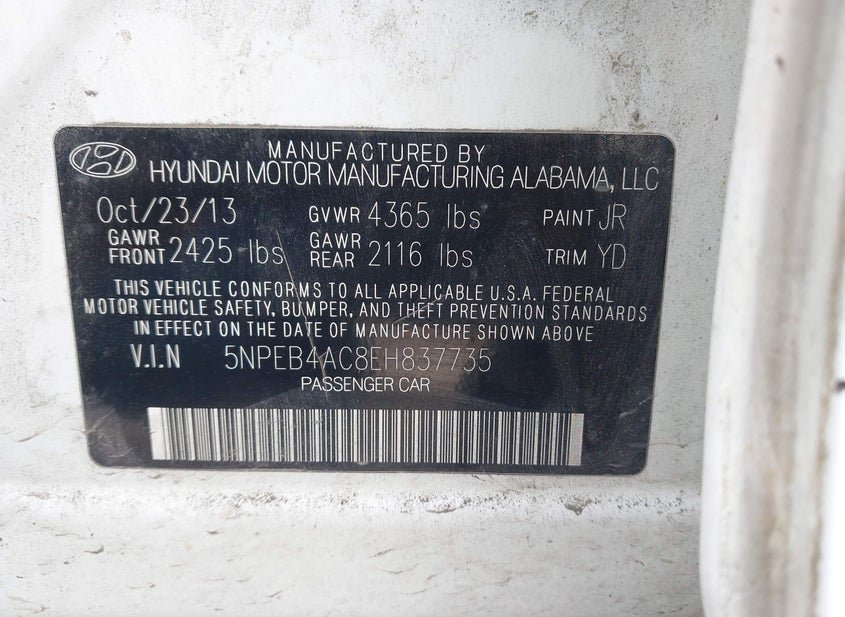 MANUFACTURED BY
HYUNDAI MOTOR MANUFACTURING ALABAMA, LLC
Oct/23/13 GVWR 4365 lbs PAINT JR
GAWR FRONT 2425 lbs GAWR REAR 2116 lbs TRIM YD
THIS VEHICLE CONFORMS TO ALL APPLICABLE U.S.A. FEDERAL
MOTOR VEHICLE SAFETY, BUMPER, AND THEFT PREVENTION STANDARDS
IN EFFECT ON THE DATE OF MANUFACTURE SHOWN ABOVE
V.I.N 5NPEB4AC8EH837735
PASSENGER CAR